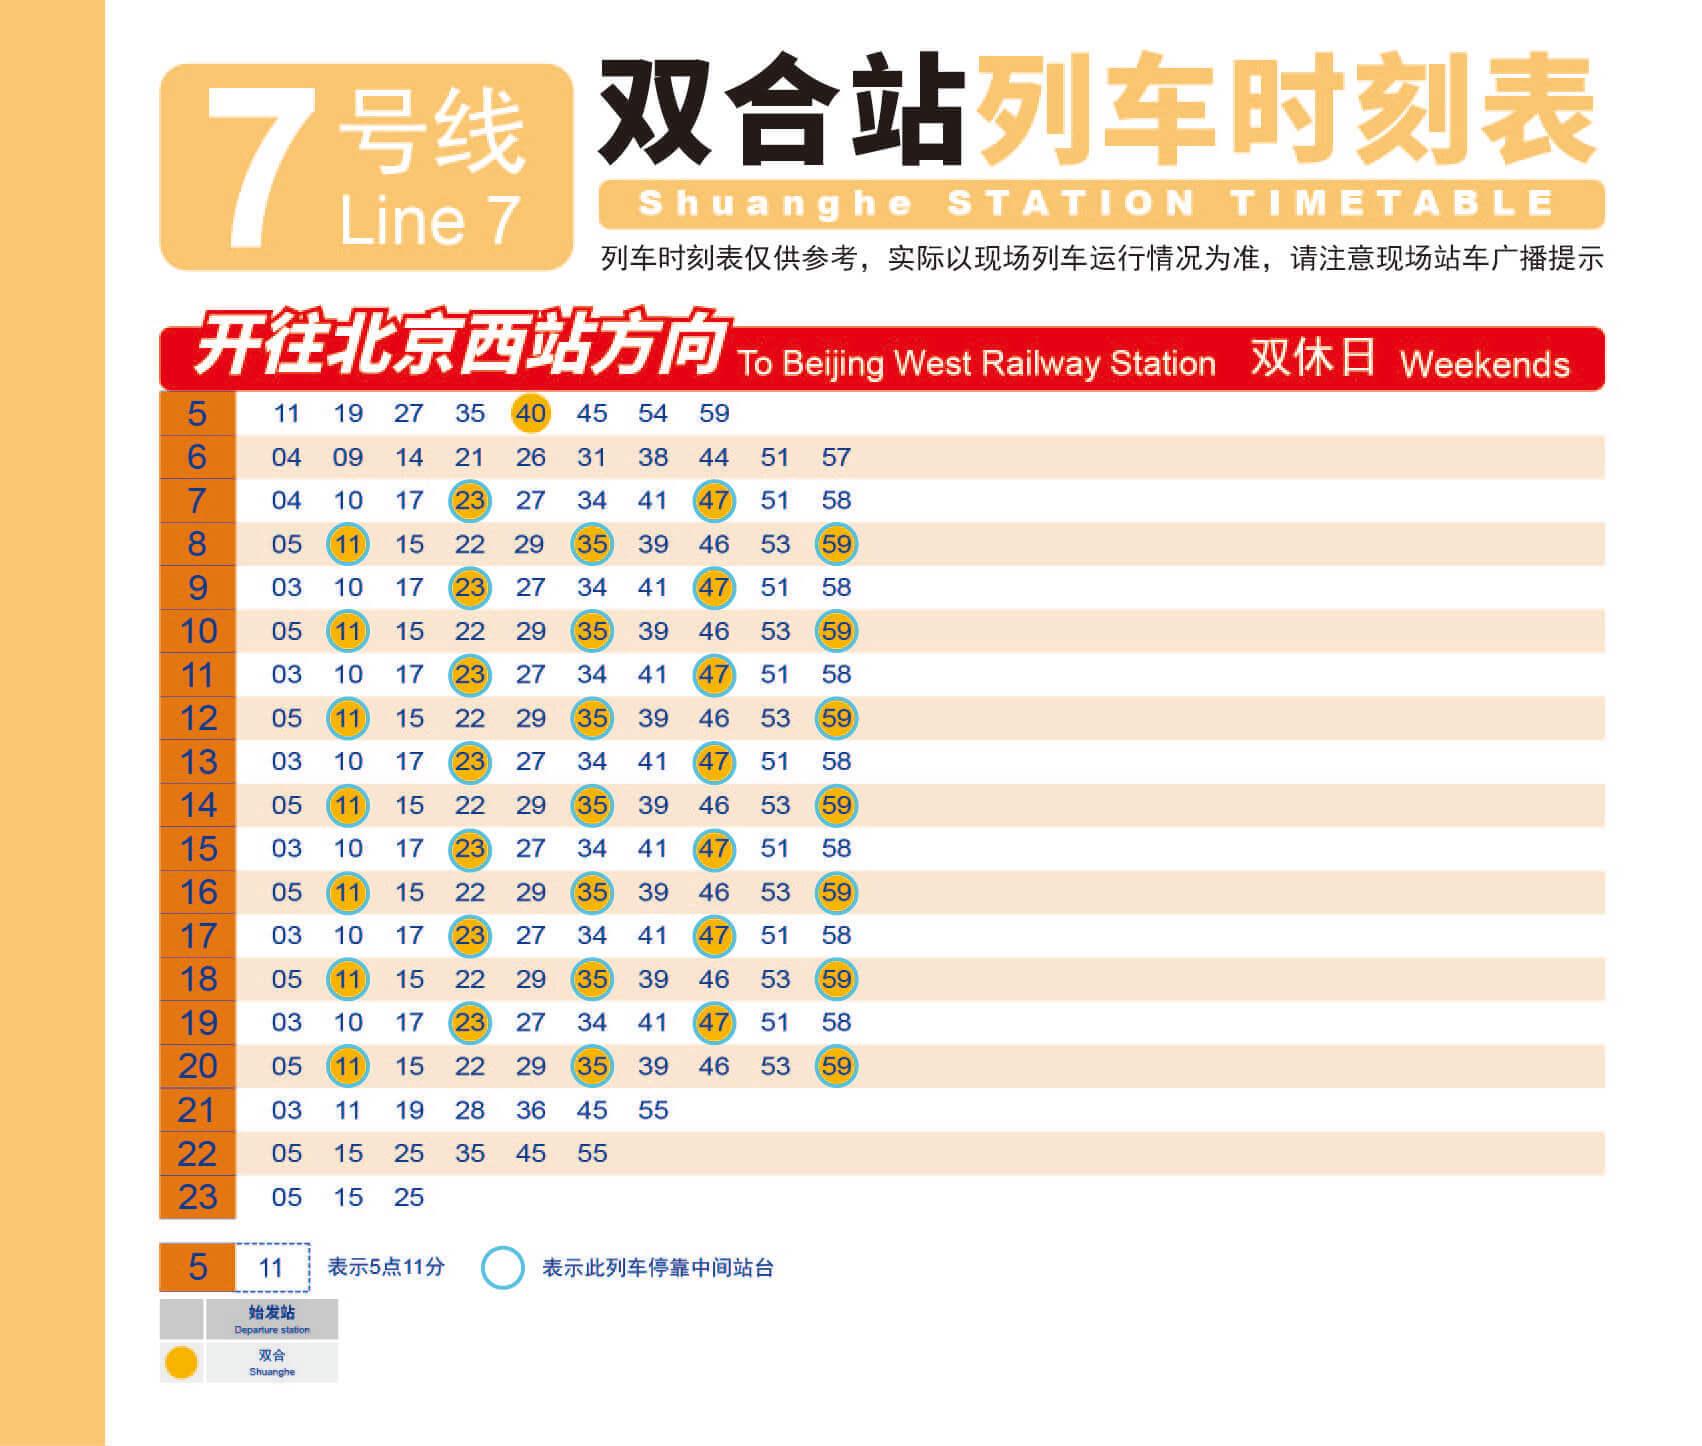 7号线
Line 7
双合站列车时刻表
Shuanghe STATION TIMETABLE
列车时刻表仅供参考，实际以现场列车运行情况为准，请注意现场站车广播提示
开往北京西站方向 To Beijing West Railway Station 双休日 Weekends
5 11 19 27 35 40 45 54 59
6 04 09 14 21 26 31 38 44 51 57
7 04 10 17 23 27 34 41 47 51 58
8 05 11 15 22 29 35 39 46 53 59
9 03 10 17 23 27 34 41 47 51 58
10 05 11 15 22 29 35 39 46 53 59
11 03 10 17 23 27 34 41 47 51 58
12 05 11 15 22 29 35 39 46 53 59
13 03 10 17 23 27 34 41 47 51 58
14 05 11 15 22 29 35 39 46 53 59
15 03 10 17 23 27 34 41 47 51 58
16 05 11 15 22 29 35 39 46 53 59
17 03 10 17 23 27 34 41 47 51 58
18 05 11 15 22 29 35 39 46 53 59
19 03 10 17 23 27 34 41 47 51 58
20 05 11 15 22 29 35 39 46 53 59
21 03 11 19 28 36 45 55
22 05 15 25 35 45 55
23 05 15 25
5 11 表示5点11分 表示此列车停靠中间站台
始发站
Departure station
双合
Shuanghe